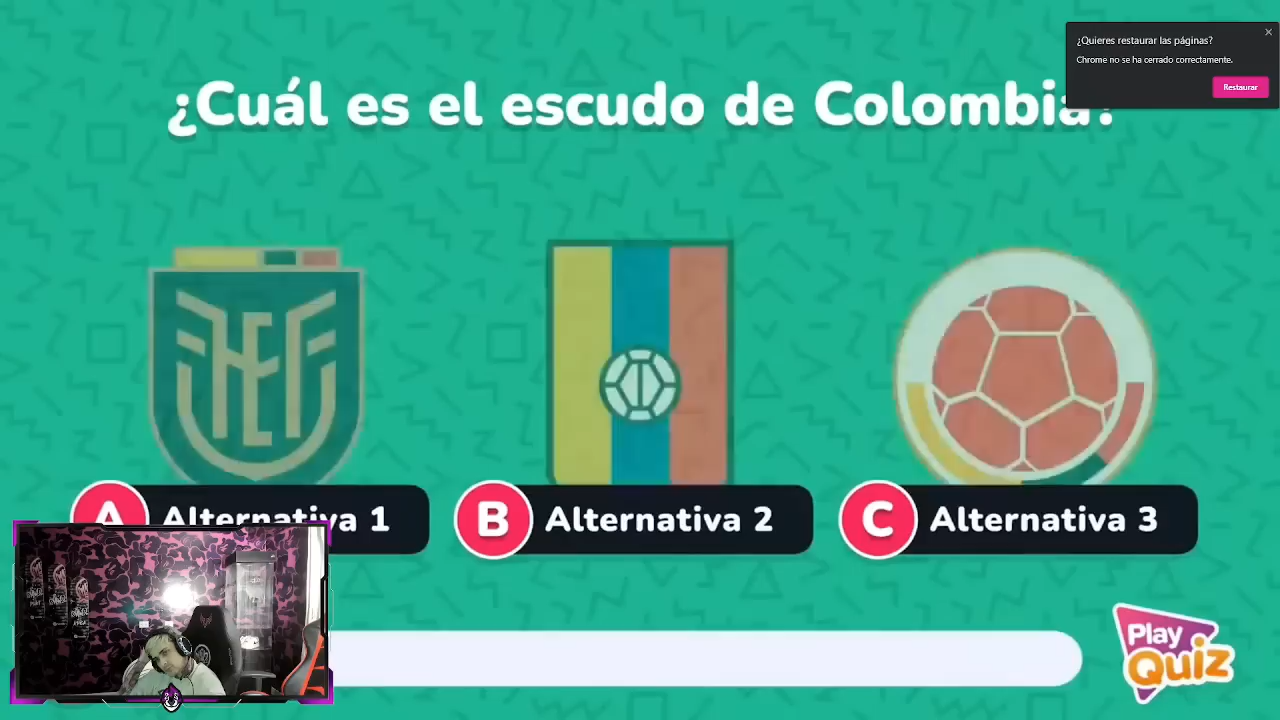 ¿Quieres restaurar las páginas?
Chrome no se ha cerrado correctamente.
Restaurar
¿Cuál es el escudo de Colombia?
A Alternativa 1
B Alternativa 2
C Alternativa 3
Play
Quiz